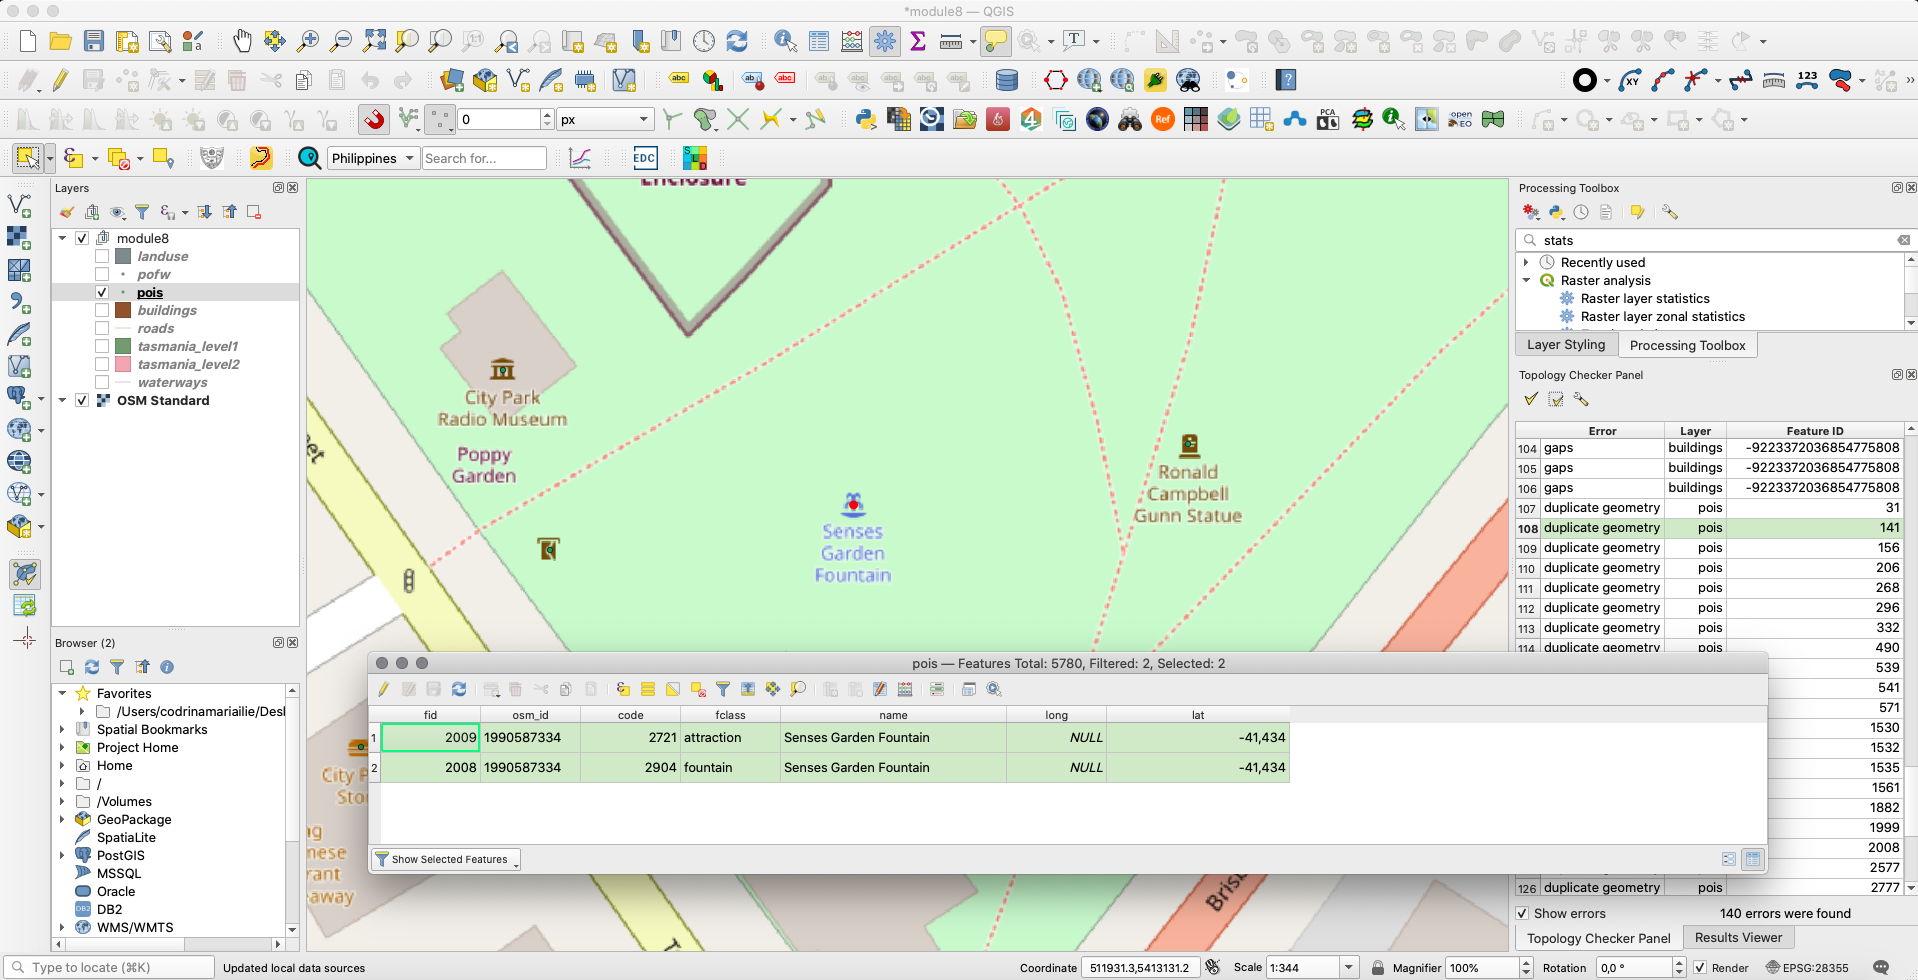 *module8 — QGIS
0
px
Philippines
Search for...
EDC
Layers
module8
landuse
pofw
pois
buildings
roads
tasmania_level1
tasmania_level2
waterways
OSM Standard
Browser (2)
Favorites
/Users/codrinamariailie/Desl
Spatial Bookmarks
Project Home
Home
/
/Volumes
GeoPackage
SpatiaLite
PostGIS
MSSQL
Oracle
DB2
WMS/WMTS
Enclosure
City Park
Radio Museum
Poppy
Garden
Senses
Garden
Fountain
Ronald
Campbell
Gunn Statue
Processing Toolbox
stats
Recently used
Raster analysis
Raster layer statistics
Raster layer zonal statistics
Layer Styling
Processing Toolbox
Topology Checker Panel
Error Layer Feature ID
104 gaps buildings -9223372036854775808
105 gaps buildings -9223372036854775808
106 gaps buildings -9223372036854775808
107 duplicate geometry pois 31
108 duplicate geometry pois 141
109 duplicate geometry pois 156
110 duplicate geometry pois 206
111 duplicate geometry pois 268
112 duplicate geometry pois 296
113 duplicate geometry pois 332
114 duplicate geometry pois 490
539
541
571
1530
1532
1535
1561
1882
1999
2008
2577
126 duplicate geometry pois 2777
Show errors
140 errors were found
Topology Checker Panel
Results Viewer
pois — Features Total: 5780, Filtered: 2, Selected: 2
fid osm_id code fclass name long lat
1 2009 1990587334 2721 attraction Senses Garden Fountain NULL -41,434
2 2008 1990587334 2904 fountain Senses Garden Fountain NULL -41,434
Show Selected Features
Type to locate (⌘K)
Updated local data sources
Coordinate 511931.3,5413131.2
Scale 1:344
Magnifier 100%
Rotation 0,0 °
Render
EPSG:28355